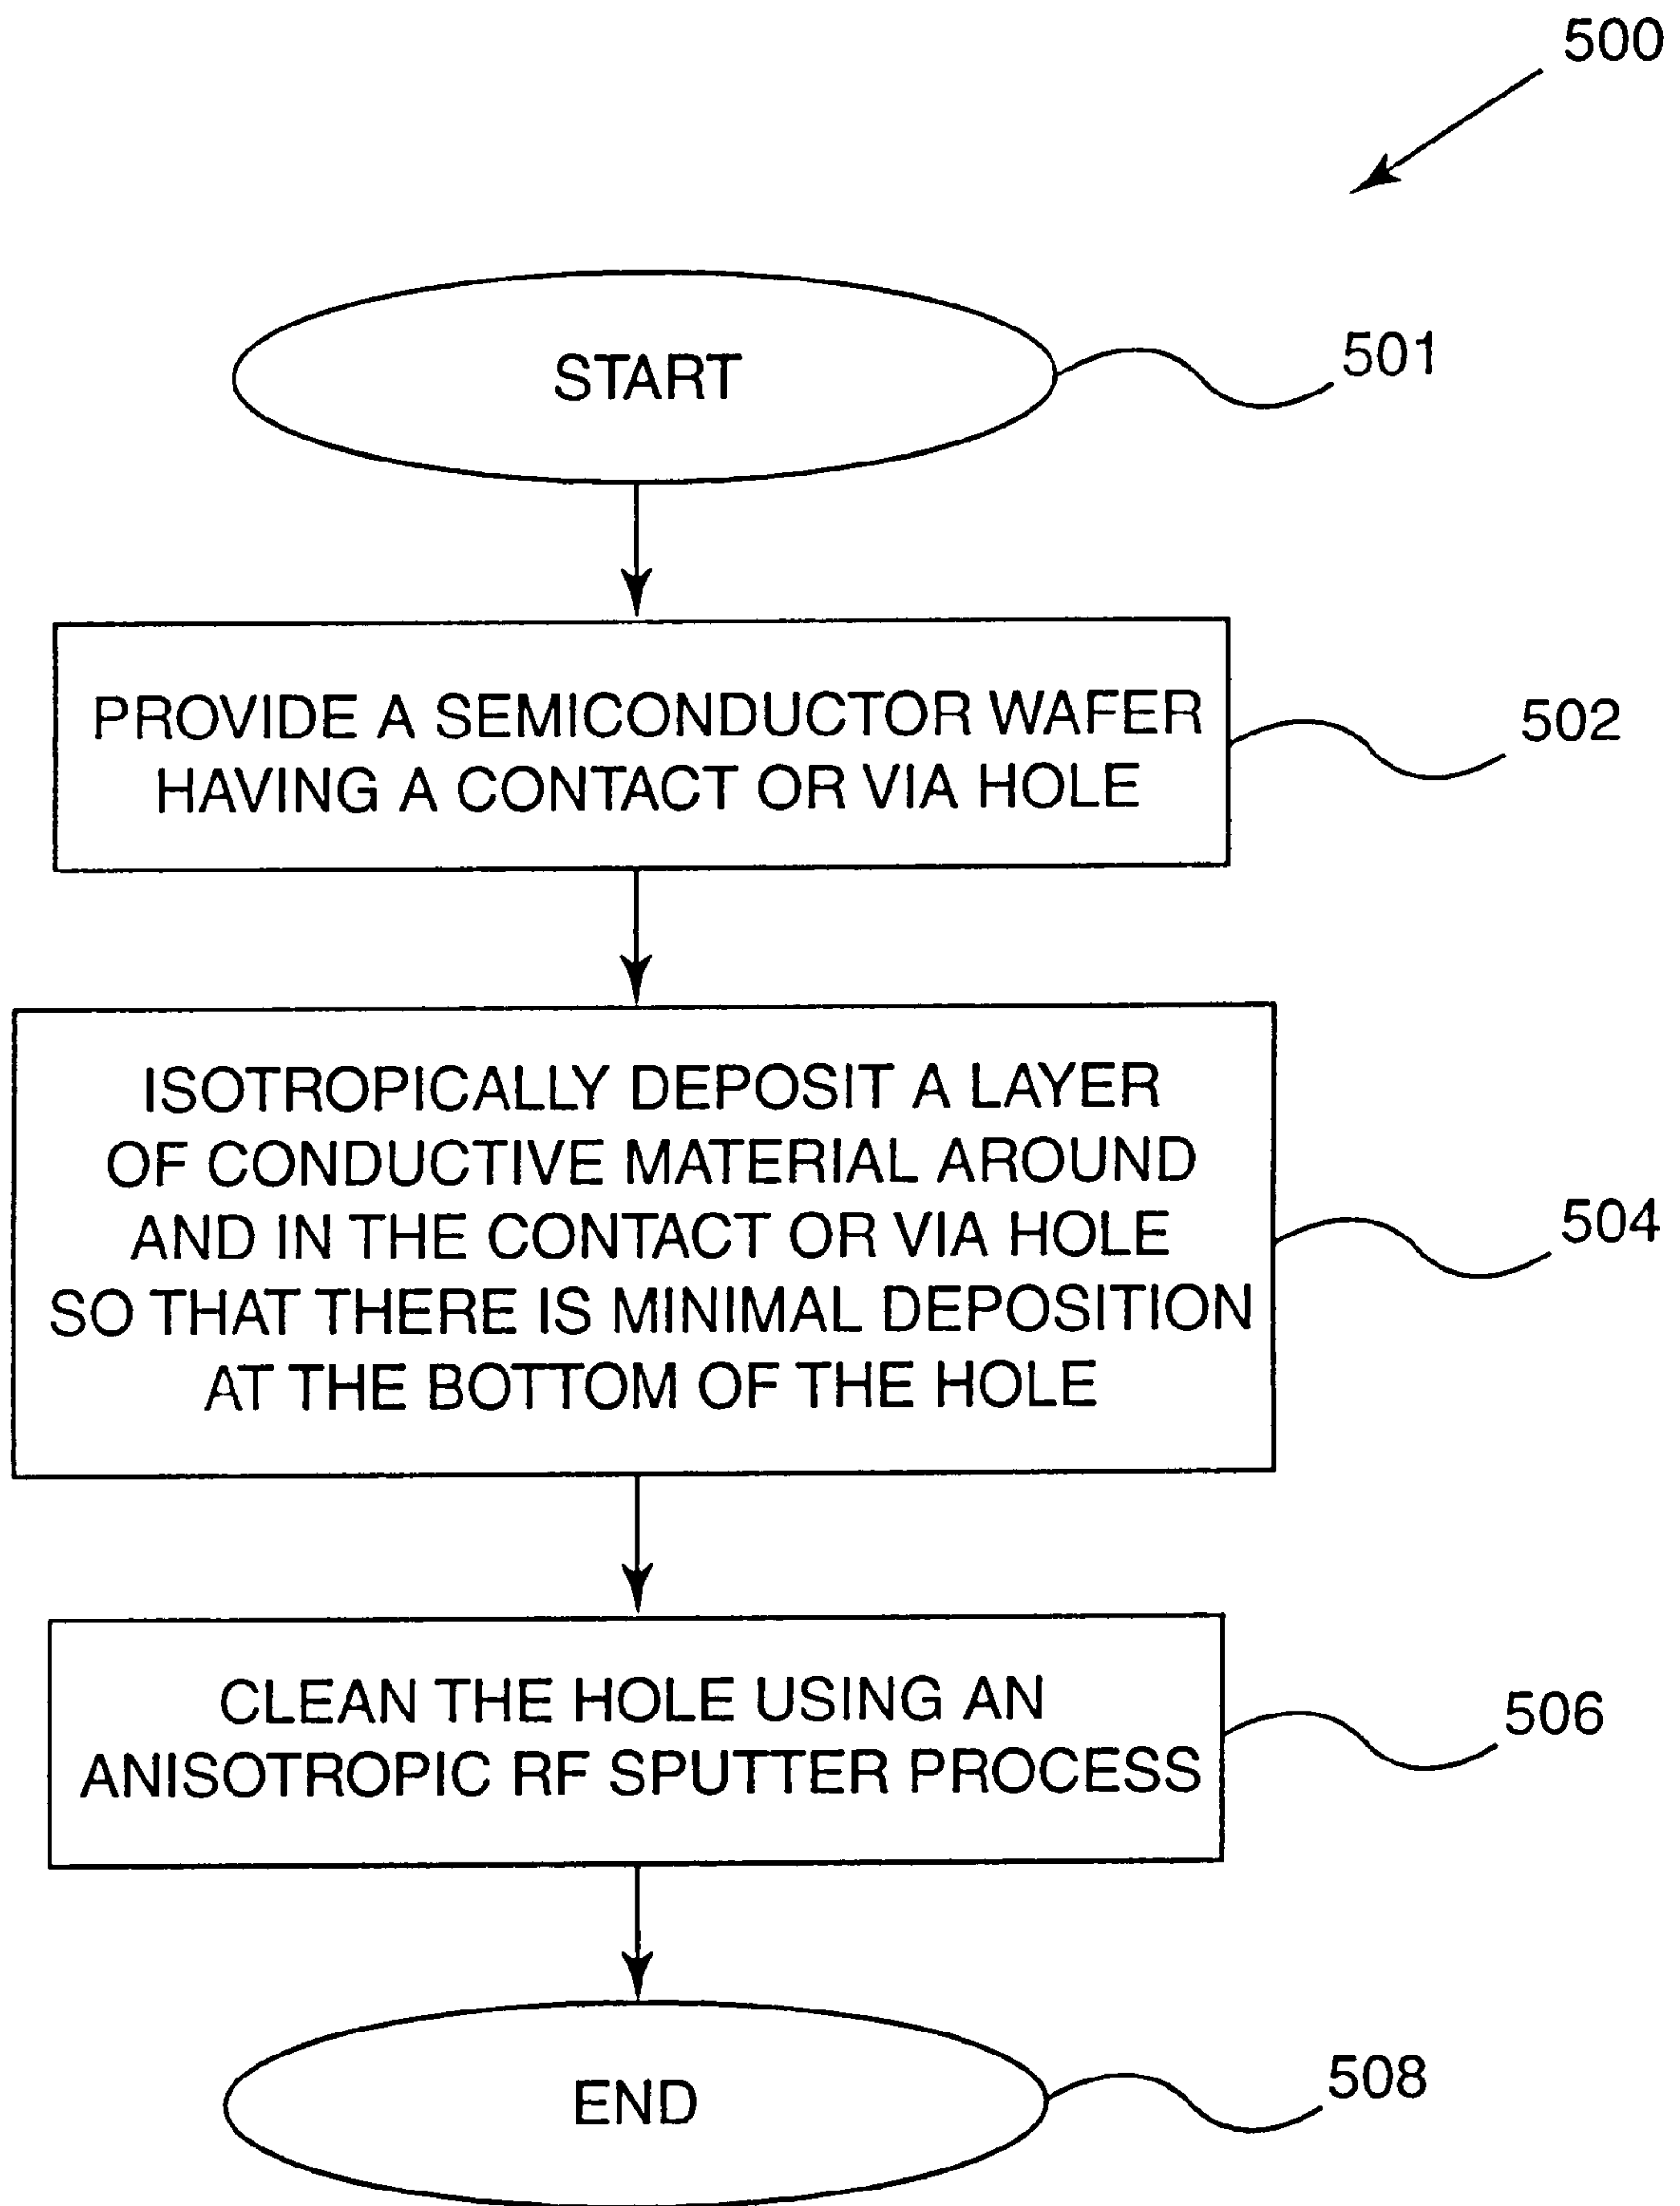 500
START
501
PROVIDE A SEMICONDUCTOR WAFER
HAVING A CONTACT OR VIA HOLE
502
ISOTROPICALLY DEPOSIT A LAYER
OF CONDUCTIVE MATERIAL AROUND
AND IN THE CONTACT OR VIA HOLE
SO THAT THERE IS MINIMAL DEPOSITION
AT THE BOTTOM OF THE HOLE
504
CLEAN THE HOLE USING AN
ANISOTROPIC RF SPUTTER PROCESS
506
END
508